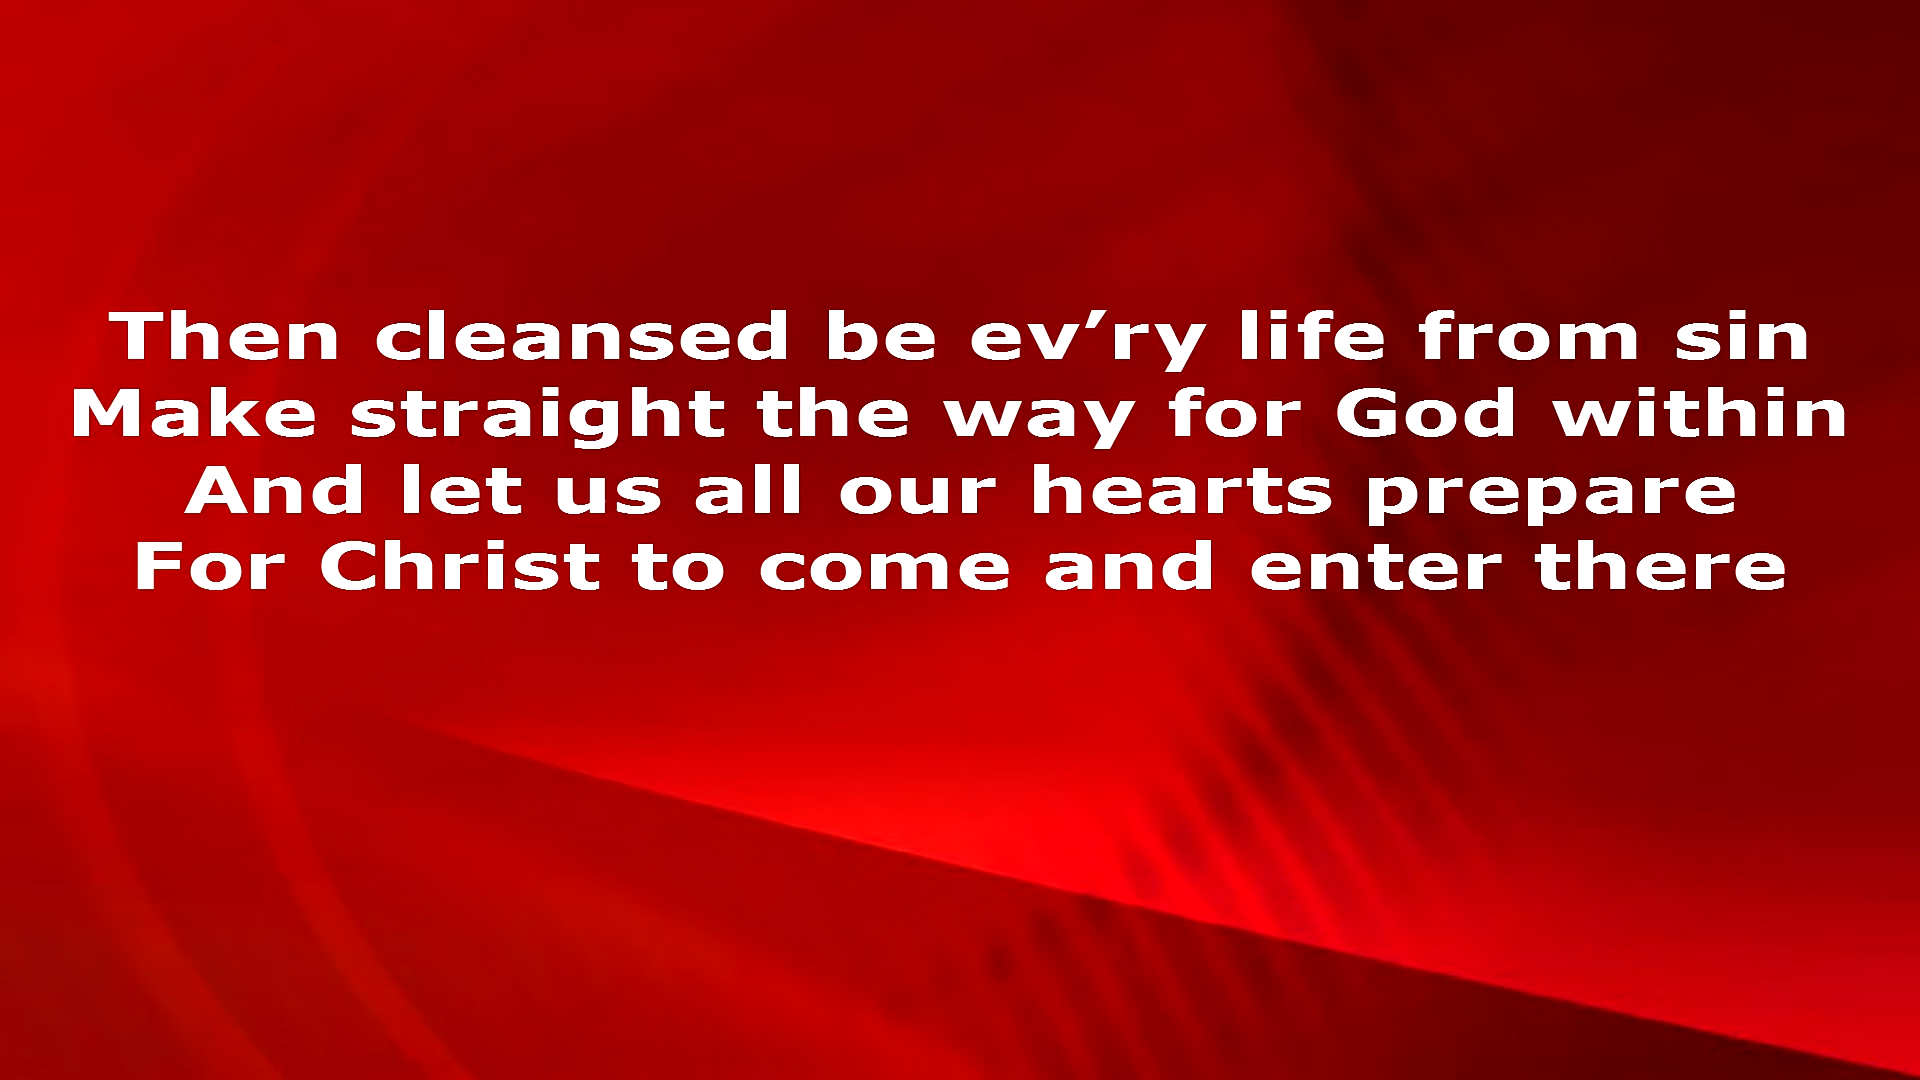 Then cleansed be ev’ry life from sin
Make straight the way for God within
And let us all our hearts prepare
For Christ to come and enter there